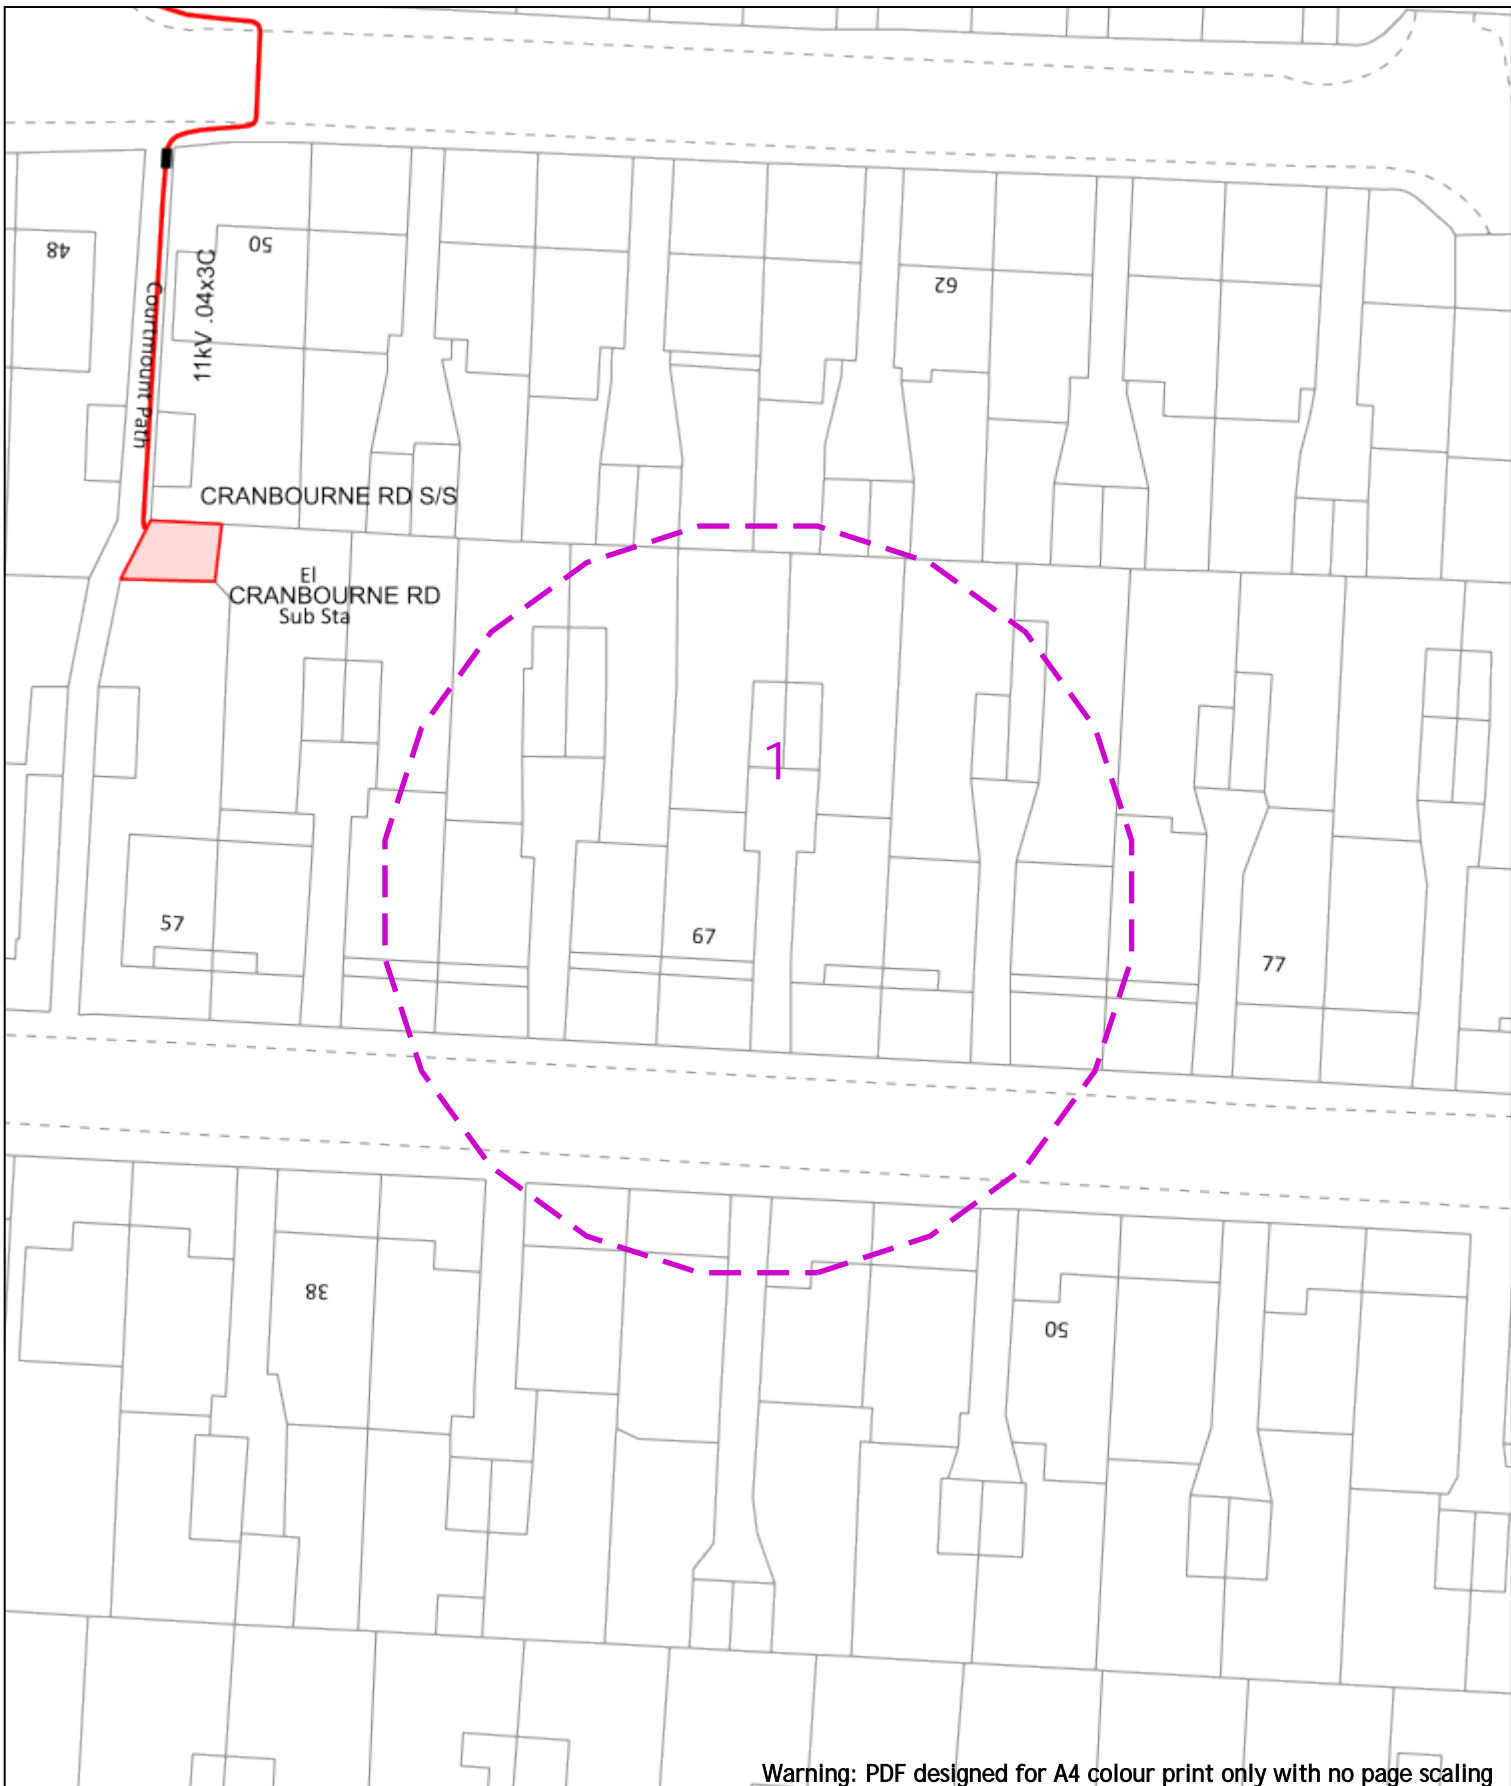 48
50
62
Courtmount Path
11kV .04x3C
CRANBOURNE RD S/S
El
CRANBOURNE RD
Sub Sta
1
57
67
77
38
50
Warning: PDF designed for A4 colour print only with no page scaling